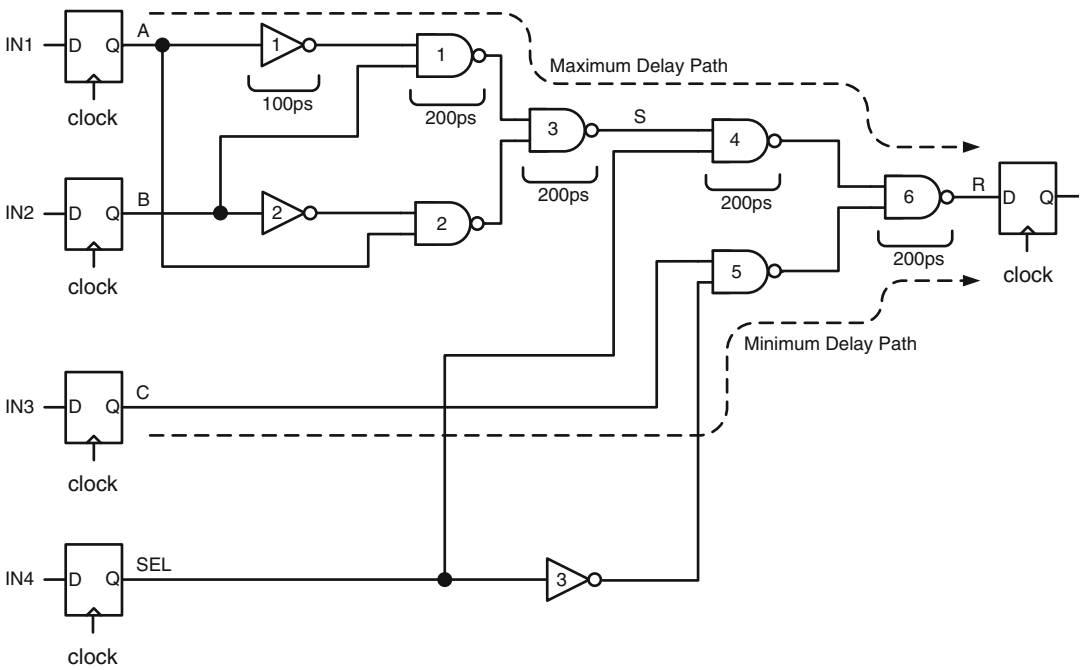 IN1
D
Q
clock
A
1
100ps
1
200ps
Maximum Delay Path
3
200ps
S
4
200ps
IN2
D
Q
clock
B
2
2
6
200ps
R
D
Q
clock
5
Minimum Delay Path
IN3
D
Q
clock
C
IN4
D
Q
clock
SEL
3